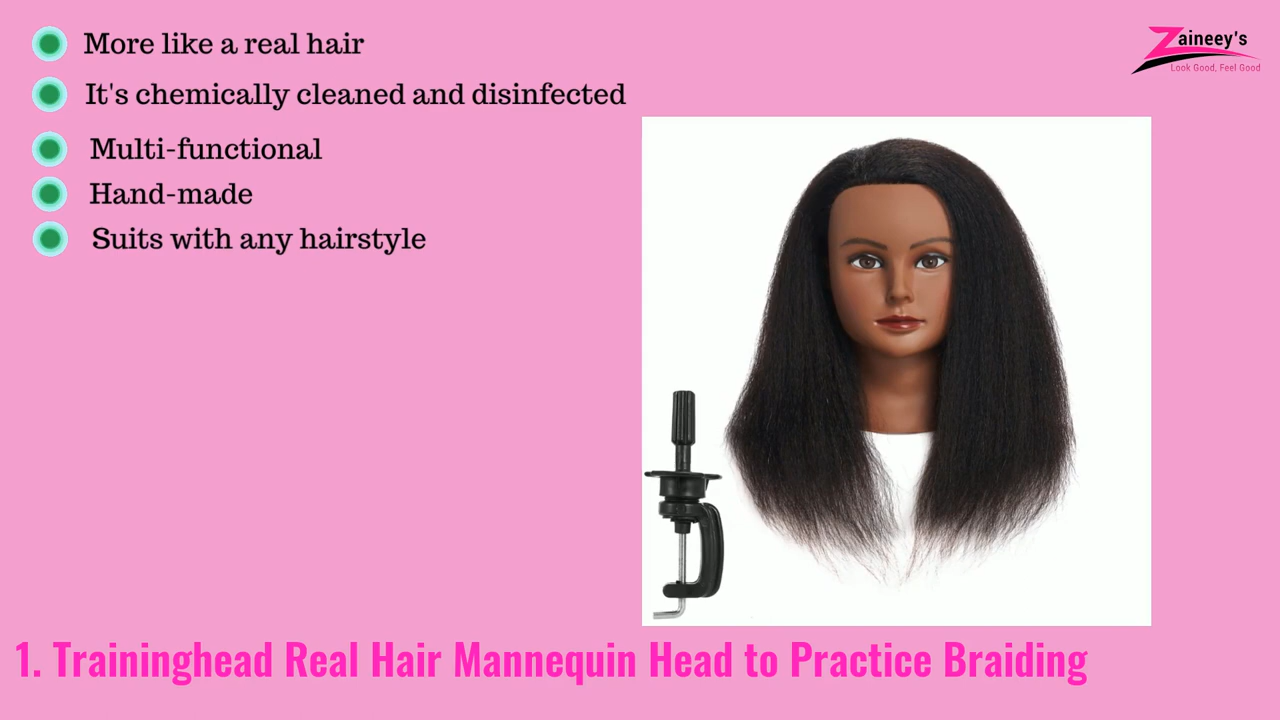 More like a real hair
It's chemically cleaned and disinfected
Multi-functional
Hand-made
Suits with any hairstyle
Zaineey's
Look Good, Feel Good
1. Traininghead Real Hair Mannequin Head to Practice Braiding